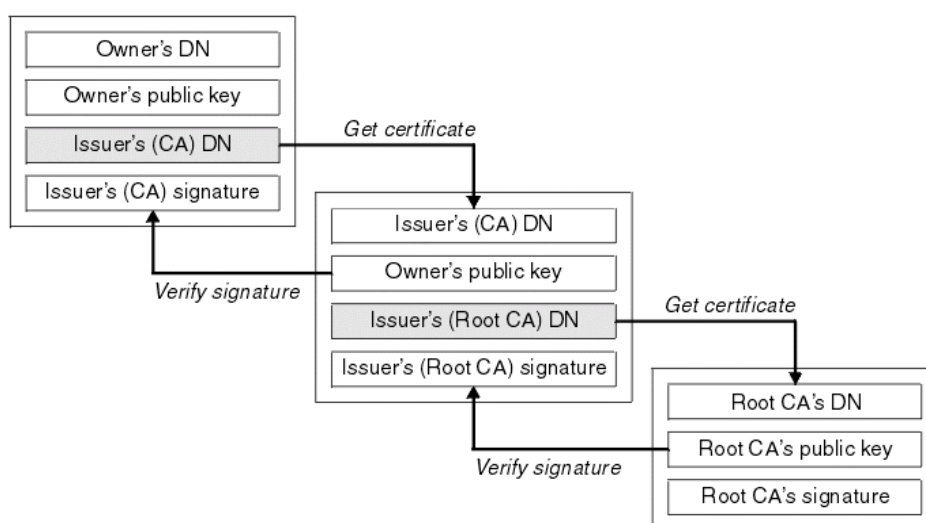 Owner's DN
Owner's public key
Issuer's (CA) DN
Issuer's (CA) signature
Get certificate
Verify signature
Issuer's (CA) DN
Owner's public key
Issuer's (Root CA) DN
Issuer's (Root CA) signature
Get certificate
Verify signature
Root CA's DN
Root CA's public key
Root CA's signature